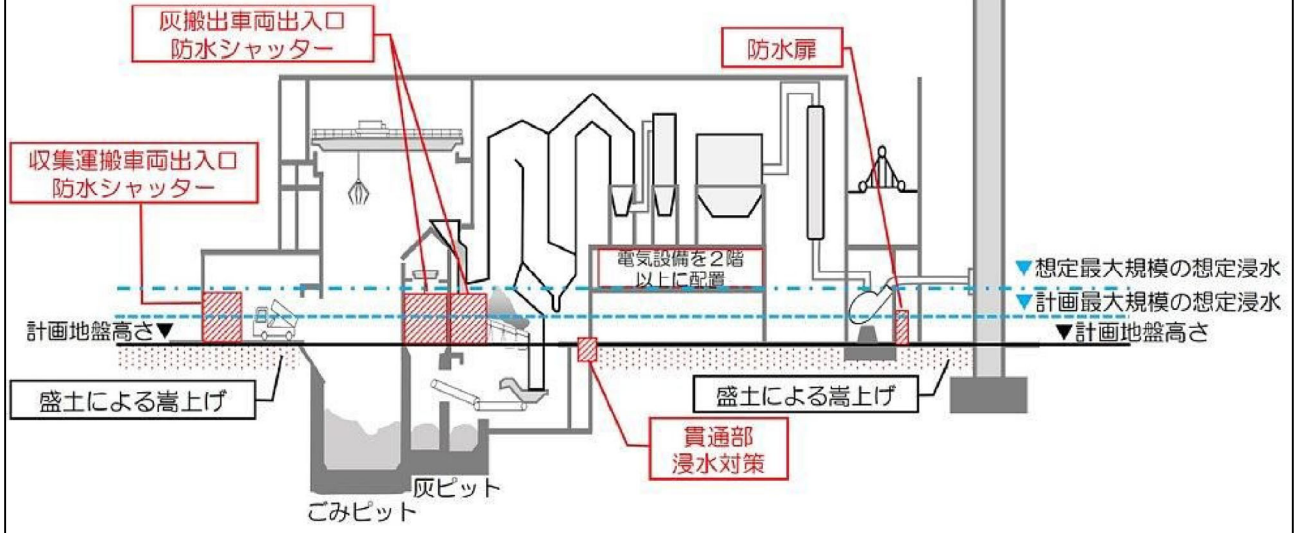 灰搬出車両出入口
防水シャッター
防水扉
収集運搬車両出入口
防水シャッター
電気設備を2階
以上に配置
▼想定最大規模の想定浸水
▼計画最大規模の想定浸水
計画地盤高さ▼
▼計画地盤高さ
盛土による嵩上げ
盛土による嵩上げ
貫通部
浸水対策
灰ピット
ごみピット